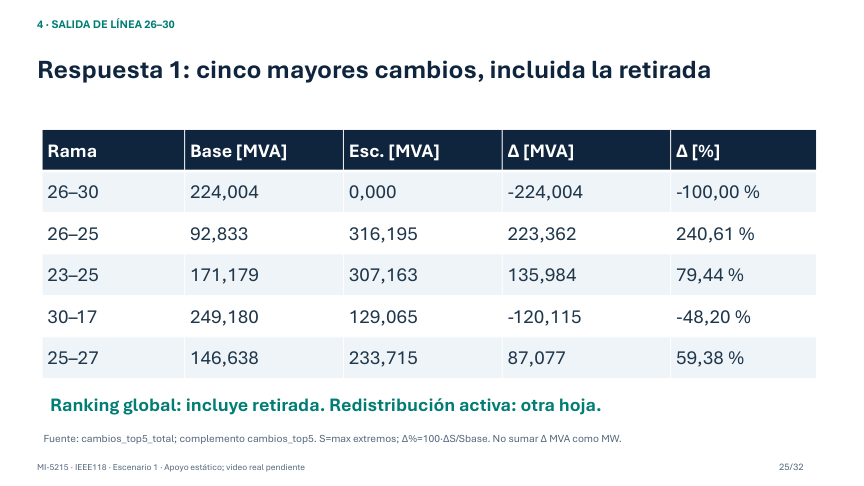 4 · SALIDA DE LÍNEA 26–30
Respuesta 1: cinco mayores cambios, incluida la retirada
Rama Base [MVA] Esc. [MVA] Δ [MVA] Δ [%]
26–30 224,004 0,000 -224,004 -100,00 %
26–25 92,833 316,195 223,362 240,61 %
23–25 171,179 307,163 135,984 79,44 %
30–17 249,180 129,065 -120,115 -48,20 %
25–27 146,638 233,715 87,077 59,38 %
Ranking global: incluye retirada. Redistribución activa: otra hoja.
Fuente: cambios_top5_total; complemento cambios_top5. S=max extremos; Δ%=100·ΔS/Sbase. No sumar Δ MVA como MW.
MI-5215 · IEEE118 · Escenario 1 · Apoyo estático; video real pendiente
25/32